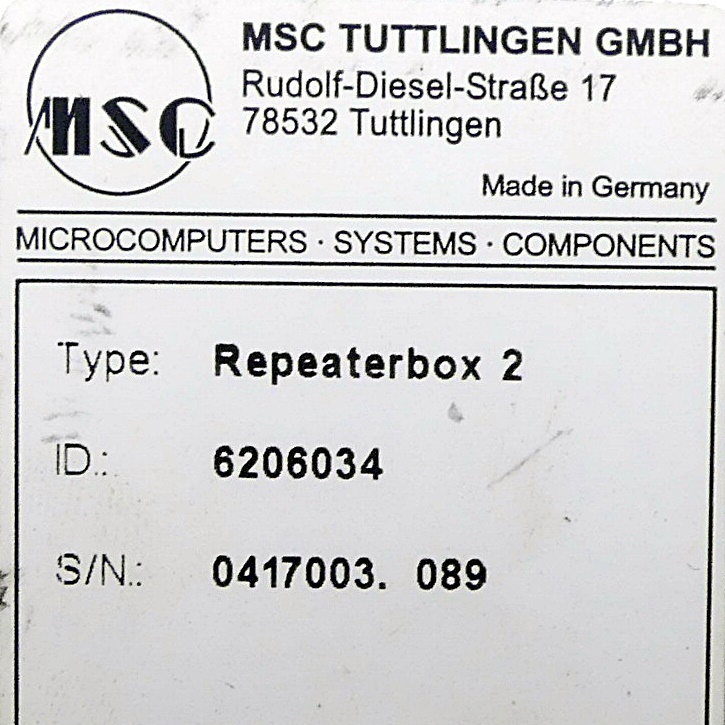 MSC
MSC TUTTLINGEN GMBH
Rudolf-Diesel-Straße 17
78532 Tuttlingen
Made in Germany
MICROCOMPUTERS · SYSTEMS · COMPONENTS
Type: Repeaterbox 2
ID.: 6206034
S/N.: 0417003. 089